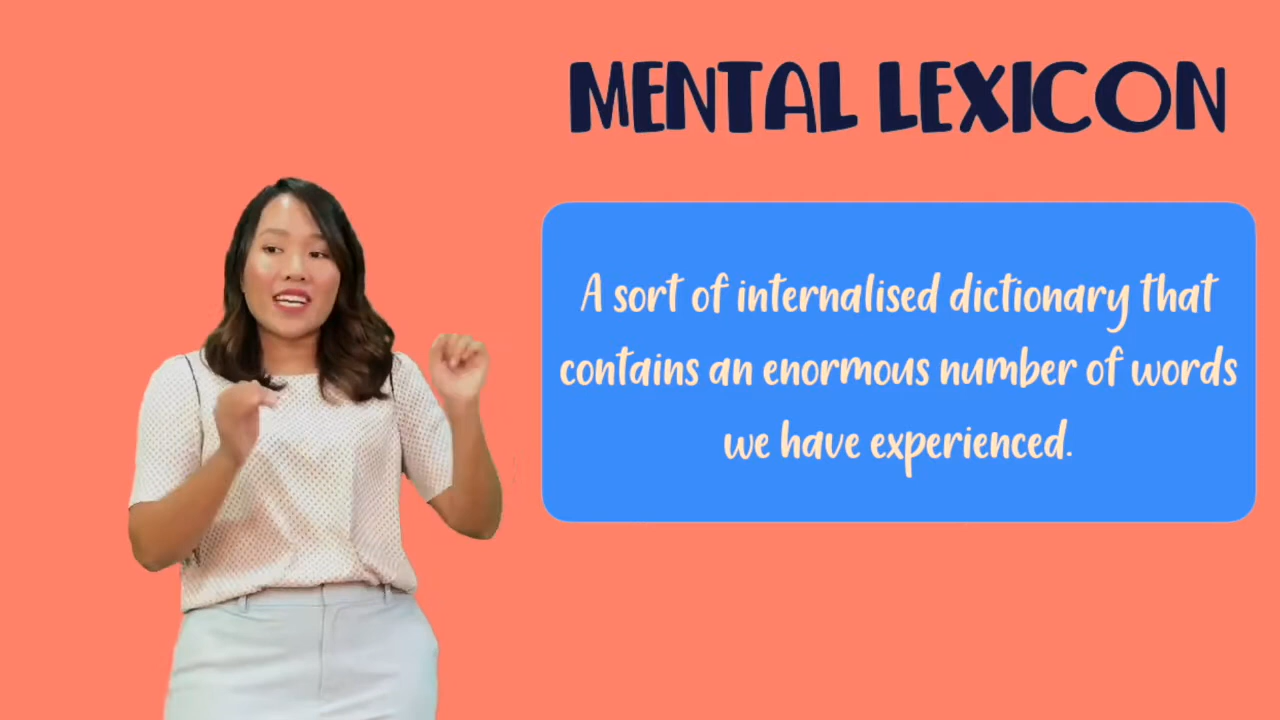 MENTAL LEXICON
A sort of internalised dictionary that
contains an enormous number of words
we have experienced.